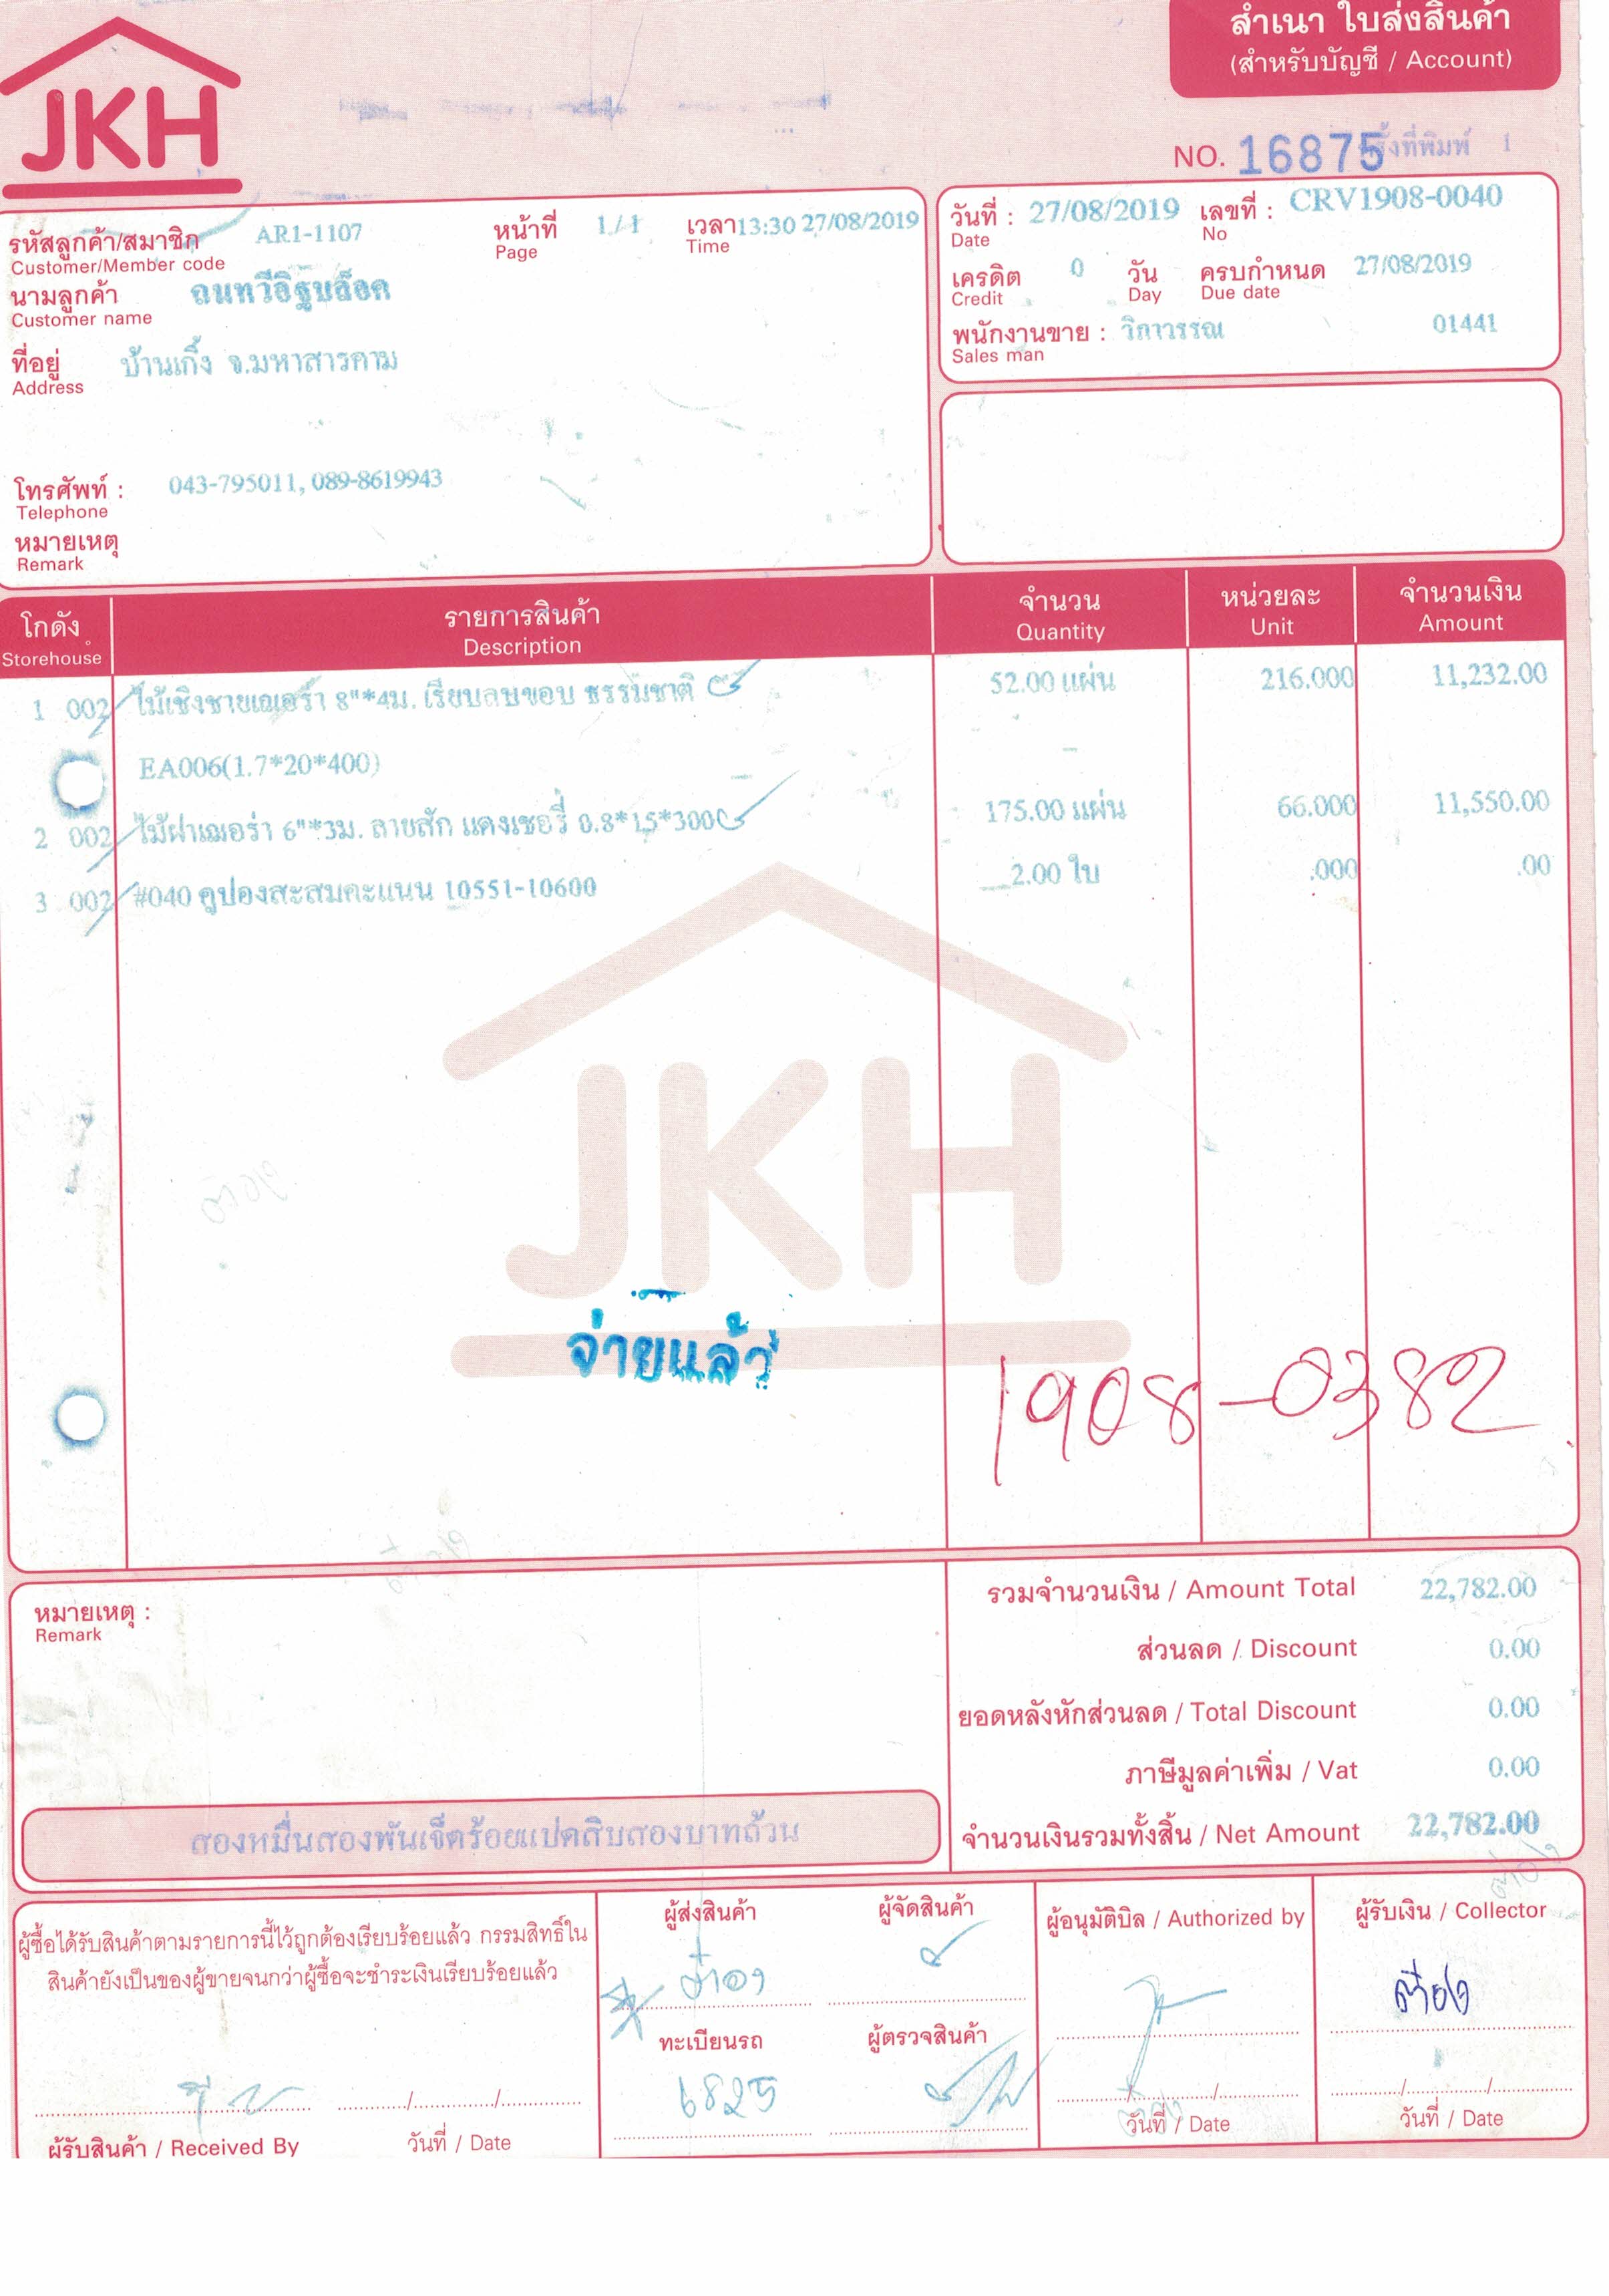 JKH
สำเนา ใบส่งสินค้า
(สำหรับบัญชี / Account)
NO. 16875 ครั้งที่พิมพ์ 1
รหัสลูกค้า/สมาชิก AR1-1107 หน้าที่ 1/1 เวลา 13:30 27/08/2019
Customer/Member code Page Time
นามลูกค้า ถนทวีอิฐบล็อค
Customer name
ที่อยู่ บ้านเกิ้ง จ.มหาสารคาม
Address
โทรศัพท์ : 043-795011, 089-8619943
Telephone
หมายเหตุ
Remark
วันที่ : 27/08/2019 เลขที่ : CRV1908-0040
Date No
เครดิต 0 วัน ครบกำหนด 27/08/2019
Credit Day Due date
พนักงานขาย : วิภาวรรณ 01441
Sales man
โกดัง รายการสินค้า จำนวน หน่วยละ จำนวนเงิน
Storehouse Description Quantity Unit Amount
1 002 ไม้เชิงชายเฌอร่า 8"*4ม. เรียบลบขอบ ธรรมชาติ 52.00 แผ่น 216.000 11,232.00
EA006(1.7*20*400)
2 002 ไม้ฝาเฌอร่า 6"*3ม. ลายสัก แดงเชอรี่ 0.8*15*300 175.00 แผ่น 66.000 11,550.00
3 002 #040 คูปองสะสมคะแนน 10551-10600 2.00 ใบ .000 .00
JKH
จ่ายแล้ว
1908-0382
หมายเหตุ :
Remark
รวมจำนวนเงิน / Amount Total 22,782.00
ส่วนลด / Discount 0.00
ยอดหลังหักส่วนลด / Total Discount 0.00
ภาษีมูลค่าเพิ่ม / Vat 0.00
จำนวนเงินรวมทั้งสิ้น / Net Amount 22,782.00
สองหมื่นสองพันเจ็ดร้อยแปดสิบสองบาทถ้วน
ผู้ซื้อได้รับสินค้าตามรายการนี้ไว้ถูกต้องเรียบร้อยแล้ว กรรมสิทธิ์ใน
สินค้ายังเป็นของผู้ขายจนกว่าผู้ซื้อจะชำระเงินเรียบร้อยแล้ว
ผู้รับสินค้า / Received By วันที่ / Date
ผู้ส่งสินค้า ผู้จัดสินค้า
ทะเบียนรถ ผู้ตรวจสินค้า
6825
ผู้อนุมัติบิล / Authorized by
วันที่ / Date
ผู้รับเงิน / Collector
วันที่ / Date